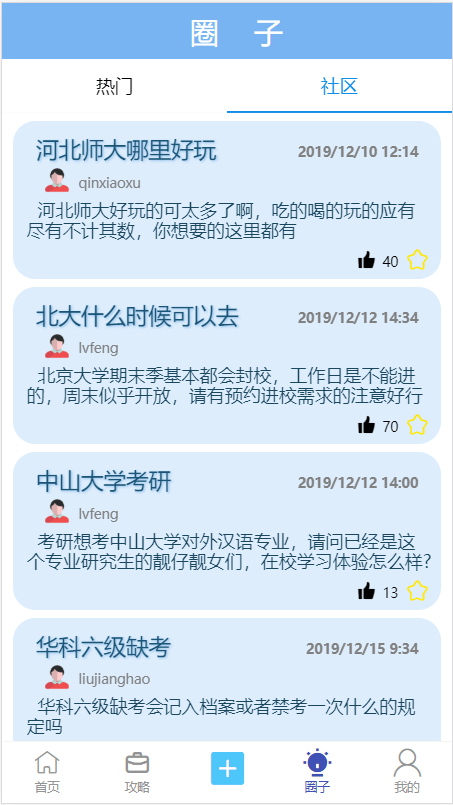 圈 子
热门 社区
河北师大哪里好玩 2019/12/10 12:14
qinxiaoxu
河北师大好玩的可太多了啊，吃的喝的玩的应有
尽有不计其数，你想要的这里都有
40
北大什么时候可以去 2019/12/12 14:34
lvfeng
北京大学期末季基本都会封校，工作日是不能进
的，周末似乎开放，请有预约进校需求的注意好行
70
中山大学考研 2019/12/12 14:00
lvfeng
考研想考中山大学对外汉语专业，请问已经是这
个专业研究生的靓仔靓女们，在校学习体验怎么样?
13
华科六级缺考 2019/12/15 9:34
liujianghao
华科六级缺考会记入档案或者禁考一次什么的规
定吗
首页 攻略 圈子 我的